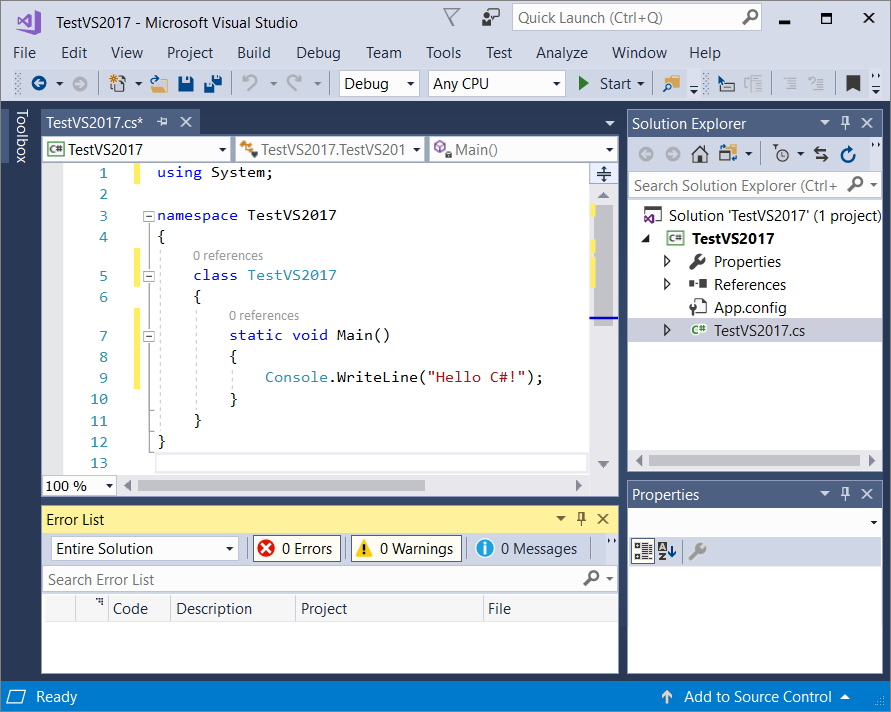 TestVS2017 - Microsoft Visual Studio
Quick Launch (Ctrl+Q)
File Edit View Project Build Debug Team Tools Test Analyze Window Help
Debug Any CPU Start
Toolbox
TestVS2017.cs*
C# TestVS2017 TestVS2017.TestVS201 Main()
1 using System;
2
3 namespace TestVS2017
4 {
0 references
5 class TestVS2017
6 {
0 references
7 static void Main()
8 {
9 Console.WriteLine("Hello C#!");
10 }
11 }
12 }
13
100 %
Solution Explorer
Search Solution Explorer (Ctrl+
Solution 'TestVS2017' (1 project)
C# TestVS2017
Properties
References
App.config
C# TestVS2017.cs
Properties
Error List
Entire Solution 0 Errors 0 Warnings 0 Messages
Search Error List
Code Description Project File
Ready
Add to Source Control